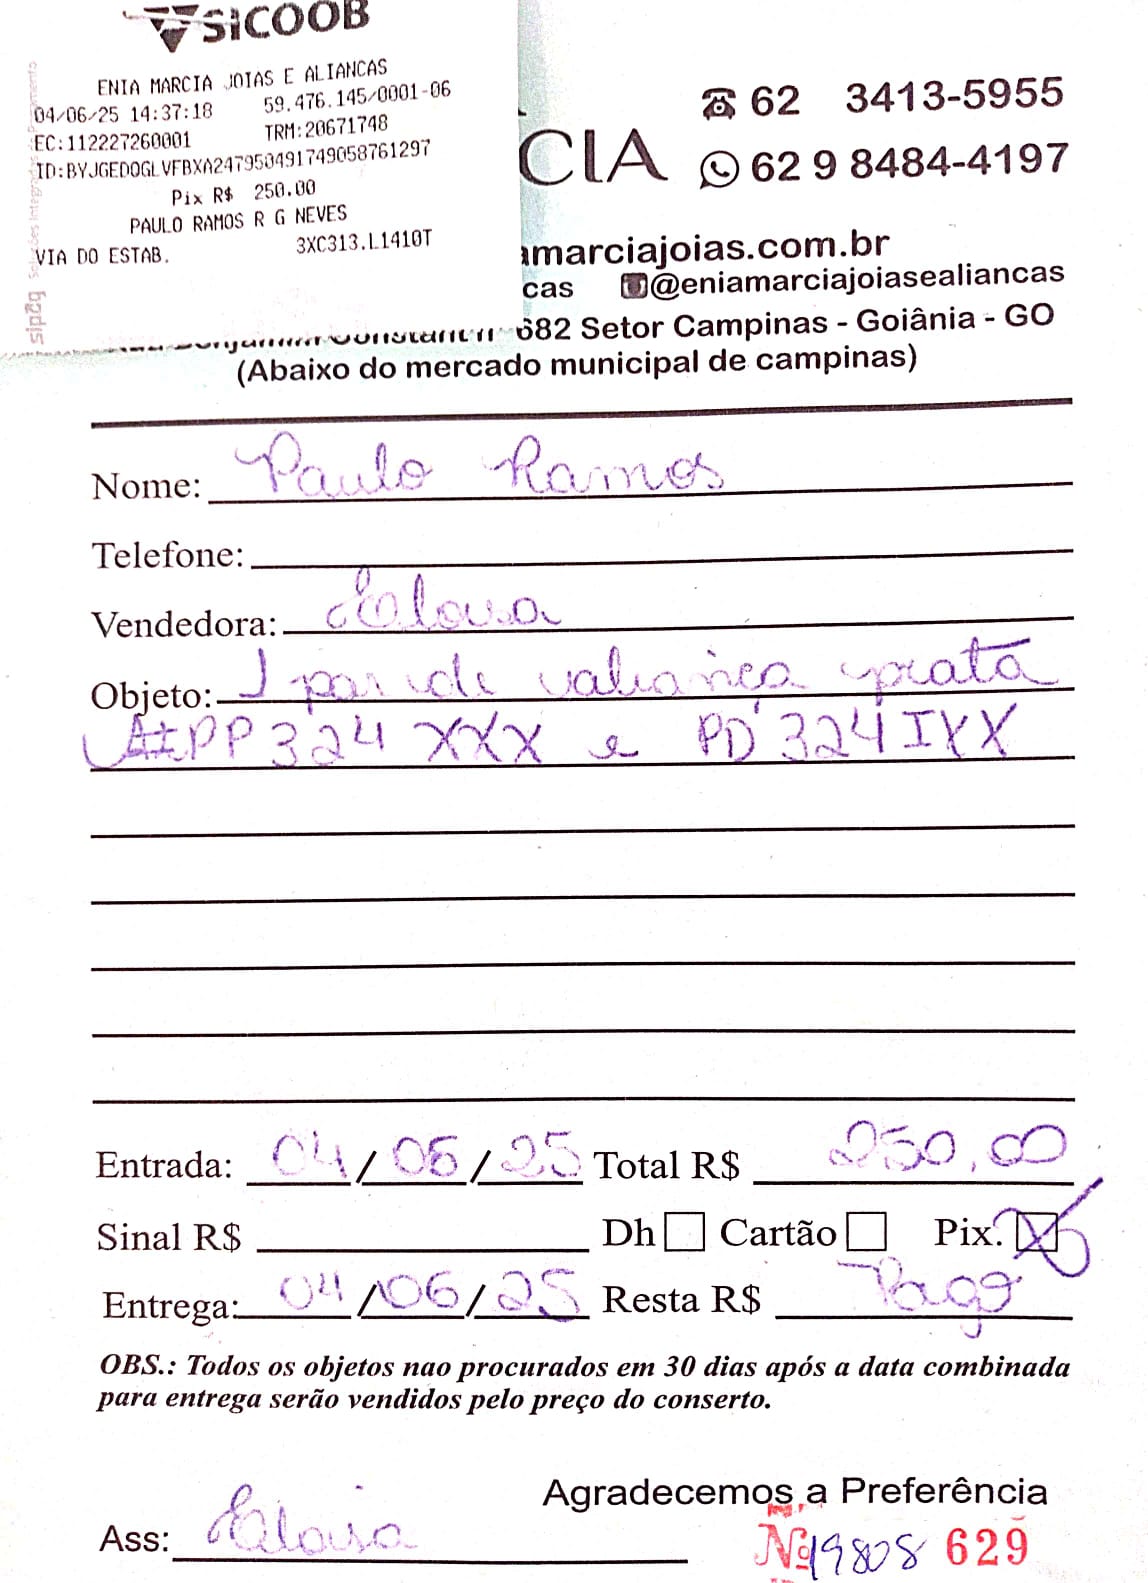 SICOOB
ENIA MARCIA JOIAS E ALIANCAS
04/06/25 14:37:18 59.476.145/0001-06
EC:112227260001 TRM:20671748
ID:BYJGEDOGLVFBXA247950491749058761297
Pix R$ 250.00
PAULO RAMOS R G NEVES
VIA DO ESTAB. 3XC313.L1410T
sipag
62 3413-5955
CIA
62 9 8484-4197
marciajoias.com.br
cas @eniamarciajoiasealiancas
682 Setor Campinas - Goiânia - GO
(Abaixo do mercado municipal de campinas)
Nome: Paulo Ramos
Telefone:
Vendedora: Eloisa
Objeto: 1 par de aliança prata
PP324 XXX e PD 324 IXX
Entrada: 04/06/25 Total R$ 250,00
Sinal R$ Dh Cartão Pix.
Entrega: 04/06/25 Resta R$ Pago
OBS.: Todos os objetos nao procurados em 30 dias após a data combinada
para entrega serão vendidos pelo preço do conserto.
Agradecemos a Preferência
Ass: Eloisa
Nº 19808 629